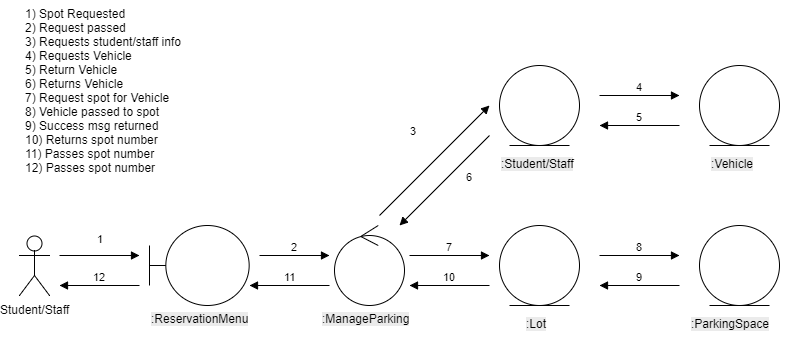 1) Spot Requested
2) Request passed
3) Requests student/staff info
4) Requests Vehicle
5) Return Vehicle
6) Returns Vehicle
7) Request spot for Vehicle
8) Vehicle passed to spot
9) Success msg returned
10) Returns spot number
11) Passes spot number
12) Passes spot number
4
5
3
:Student/Staff
:Vehicle
6
1
2
7
8
12
11
10
9
Student/Staff
:ReservationMenu
:ManageParking
:Lot
:ParkingSpace